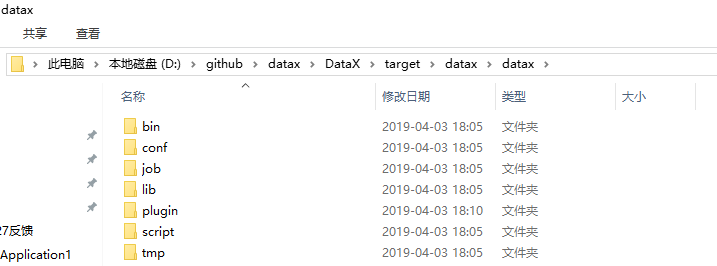 datax
共享 查看
此电脑 本地磁盘 (D:) github datax DataX target datax datax
名称 修改日期 类型 大小
bin 2019-04-03 18:05 文件夹
conf 2019-04-03 18:05 文件夹
job 2019-04-03 18:05 文件夹
lib 2019-04-03 18:05 文件夹
plugin 2019-04-03 18:10 文件夹
27反馈 script 2019-04-03 18:05 文件夹
Application1 tmp 2019-04-03 18:05 文件夹